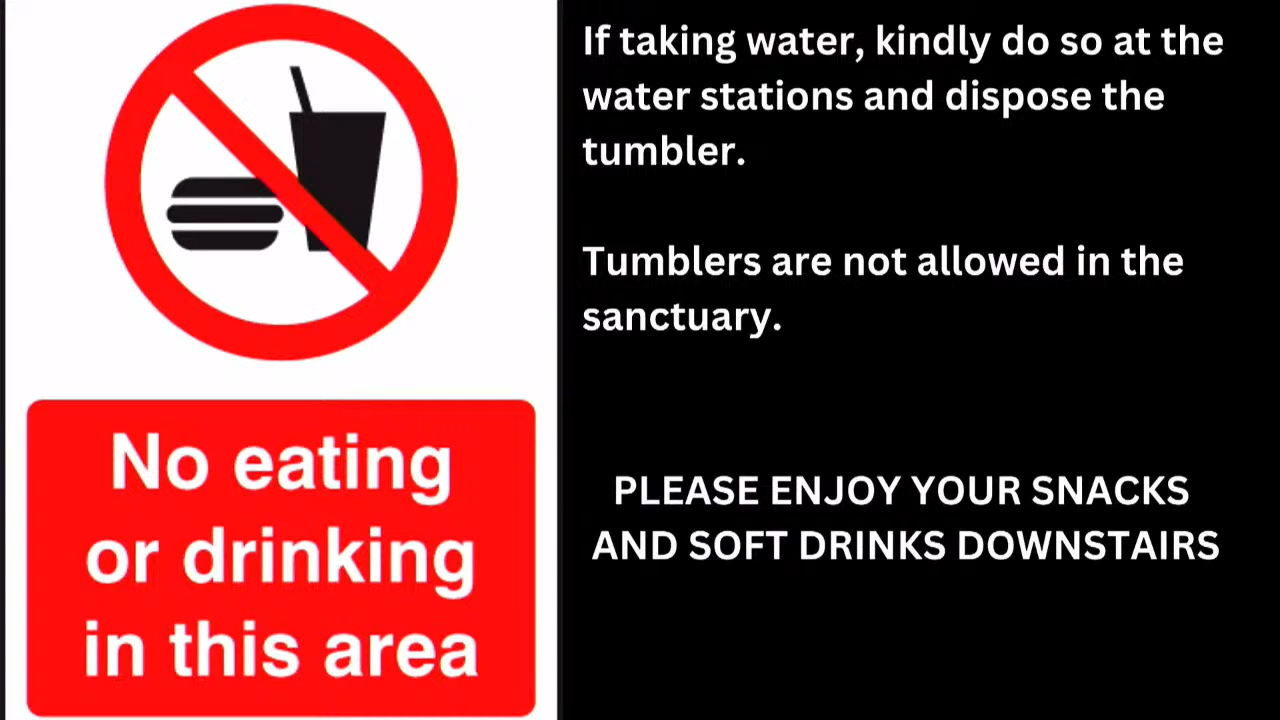 No eating
or drinking
in this area
If taking water, kindly do so at the
water stations and dispose the
tumbler.
Tumblers are not allowed in the
sanctuary.
PLEASE ENJOY YOUR SNACKS
AND SOFT DRINKS DOWNSTAIRS